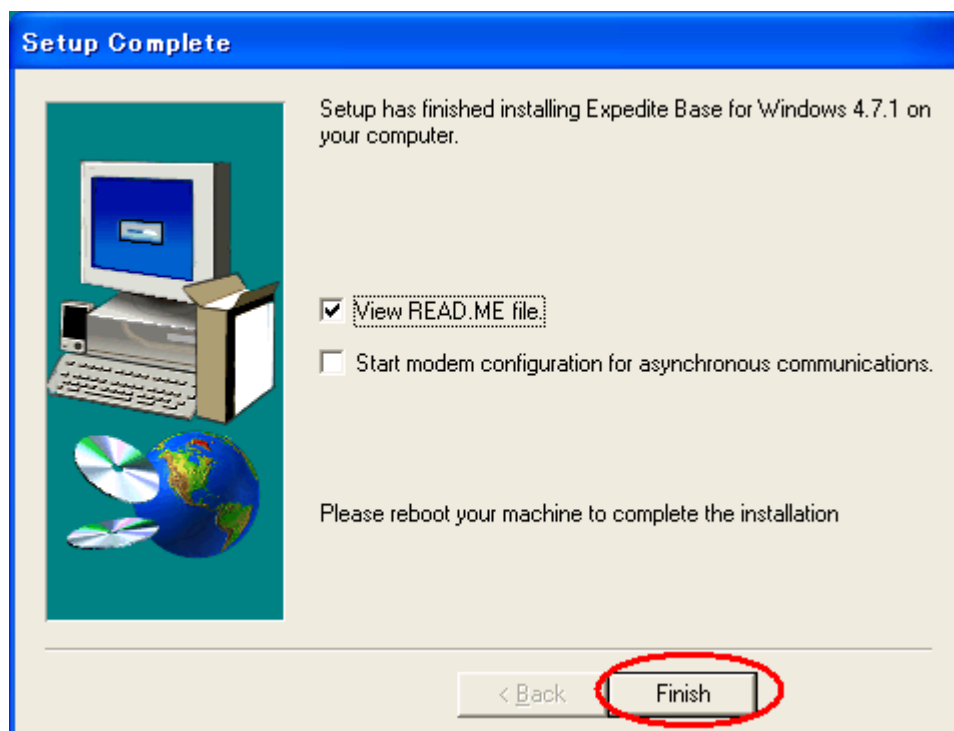 Setup Complete
Setup has finished installing Expedite Base for Windows 4.7.1 on
your computer.
View READ.ME file.
Start modem configuration for asynchronous communications.
Please reboot your machine to complete the installation
< Back
Finish